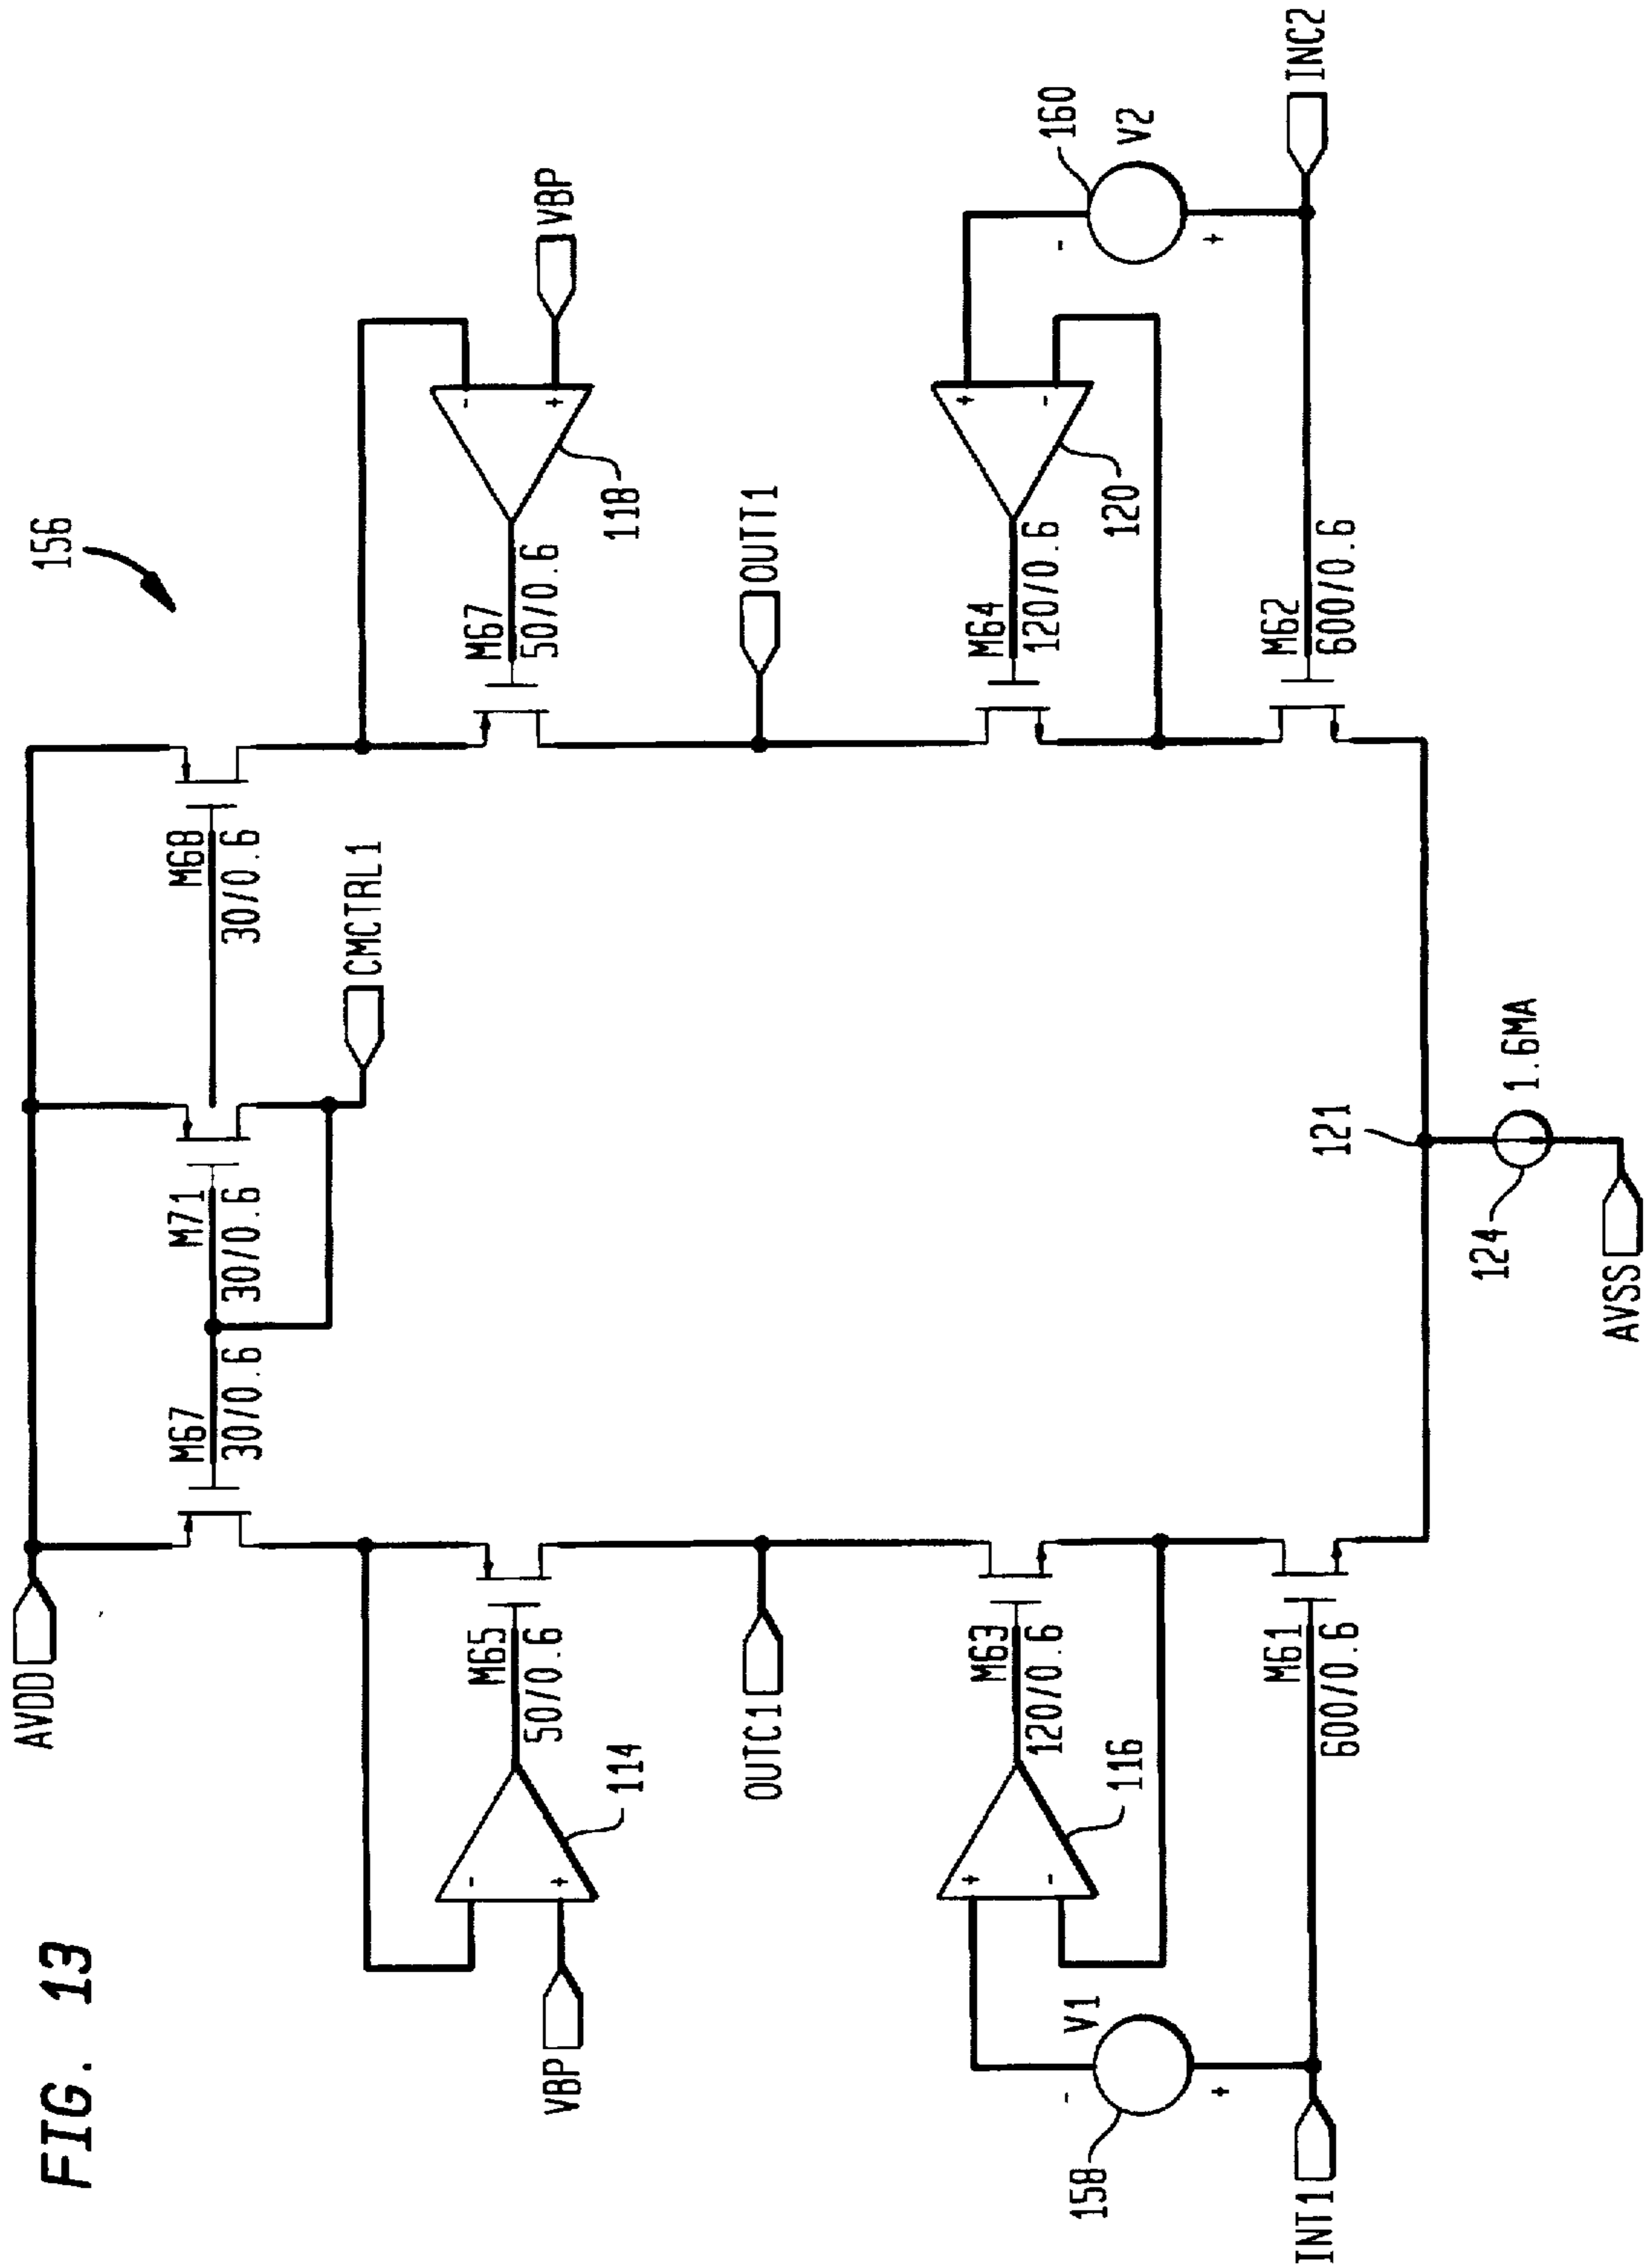 FIG. 13
156
AVDD
M67
30/0.6
M71
30/0.6
M68
30/0.6
CMCTRL1
VBP
114
M65
50/0.6
M67
50/0.6
118
VBP
- +
- +
OUTC1
OUTT1
158
V1
- +
+ -
116
M63
120/0.6
M64
120/0.6
120
+ -
160
V2
- +
INT1
M61
600/0.6
M62
600/0.6
INC2
121
124
1.6MA
AVSS